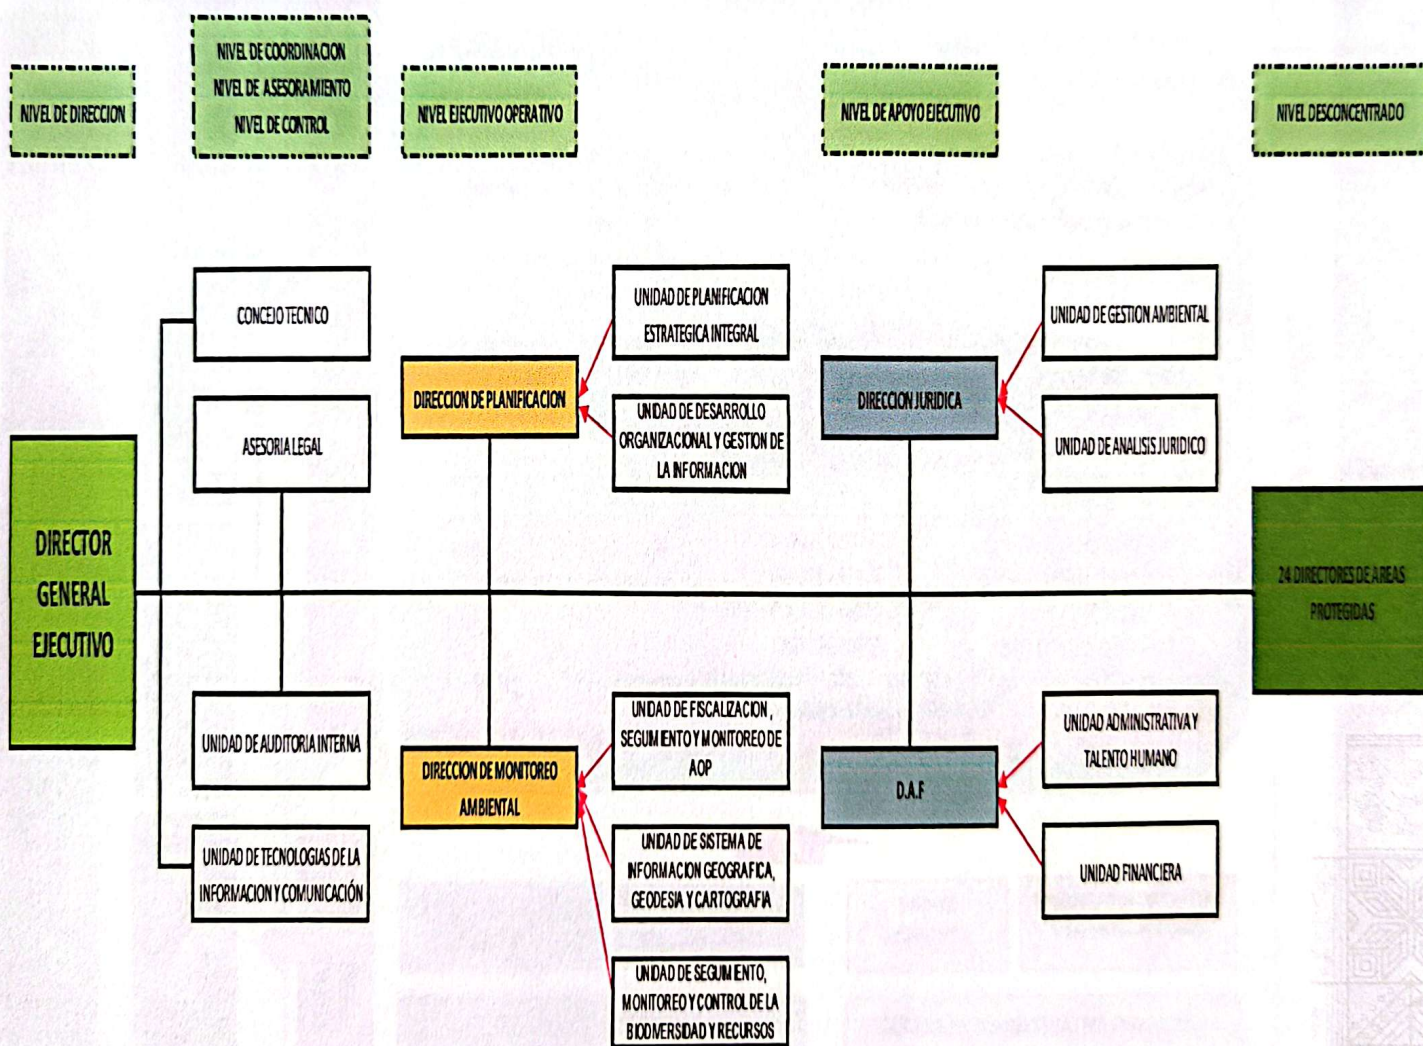 NIVEL DE DIRECCION
NIVEL DE COORDINACION
NIVEL DE ASESORAMIENTO
NIVEL DE CONTROL
NIVEL EJECUTIVO OPERATIVO
NIVEL DE APOYO EJECUTIVO
NIVEL DESCONCENTRADO
DIRECTOR
GENERAL
EJECUTIVO
CONCEJO TECNICO
ASESORIA LEGAL
UNIDAD DE AUDITORIA INTERNA
UNIDAD DE TECNOLOGIAS DE LA
INFORMACION Y COMUNICACIÓN
DIRECCION DE PLANIFICACION
UNIDAD DE PLANIFICACION
ESTRATEGICA INTEGRAL
UNIDAD DE DESARROLLO
ORGANIZACIONAL Y GESTION DE
LA INFORMACION
DIRECCION DE MONITOREO
AMBIENTAL
UNIDAD DE FISCALIZACION,
SEGUIMIENTO Y MONITOREO DE
AOP
UNIDAD DE SISTEMA DE
INFORMACION GEOGRAFICA,
GEODESIA Y CARTOGRAFIA
UNIDAD DE SEGUIMIENTO,
MONITOREO Y CONTROL DE LA
BIODIVERSIDAD Y RECURSOS
DIRECCION JURIDICA
UNIDAD DE GESTION AMBIENTAL
UNIDAD DE ANALISIS JURIDICO
D.A.F
UNIDAD ADMINISTRATIVA Y
TALENTO HUMANO
UNIDAD FINANCIERA
24 DIRECTORES DE AREAS
PROTEGIDAS